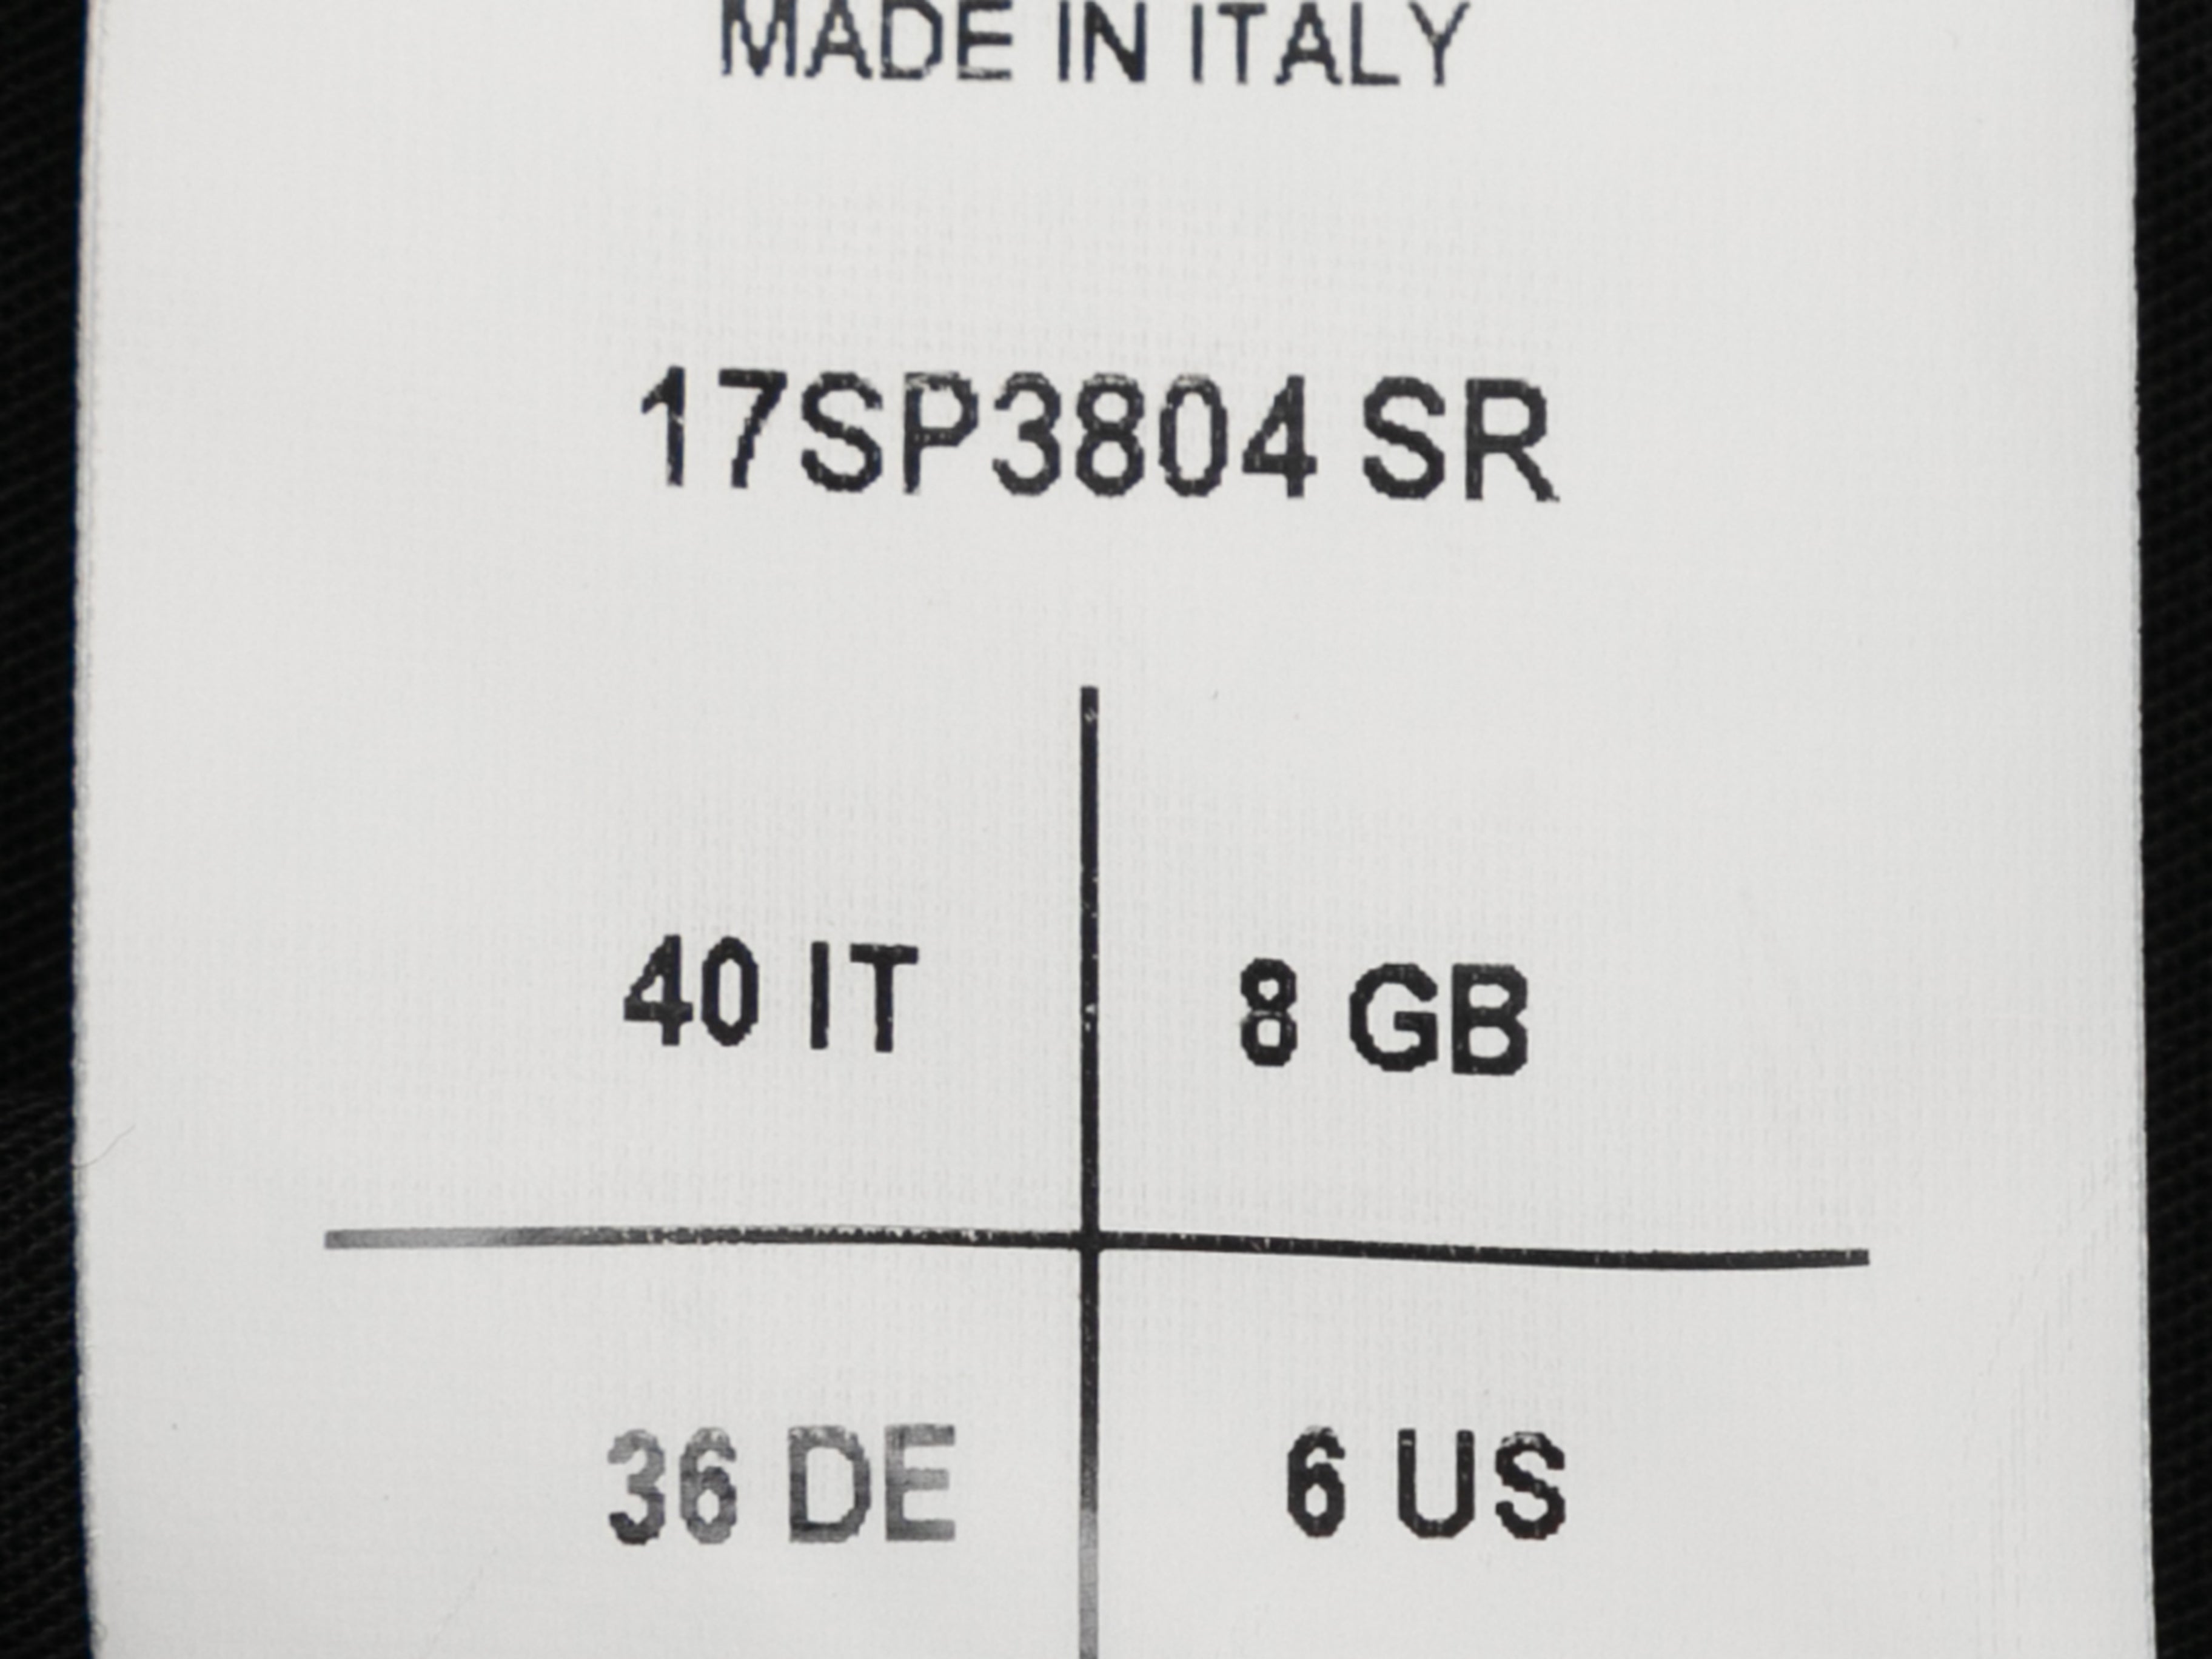 MADE IN ITALY
17SP3804 SR
40 IT
8 GB
36 DE
6 US